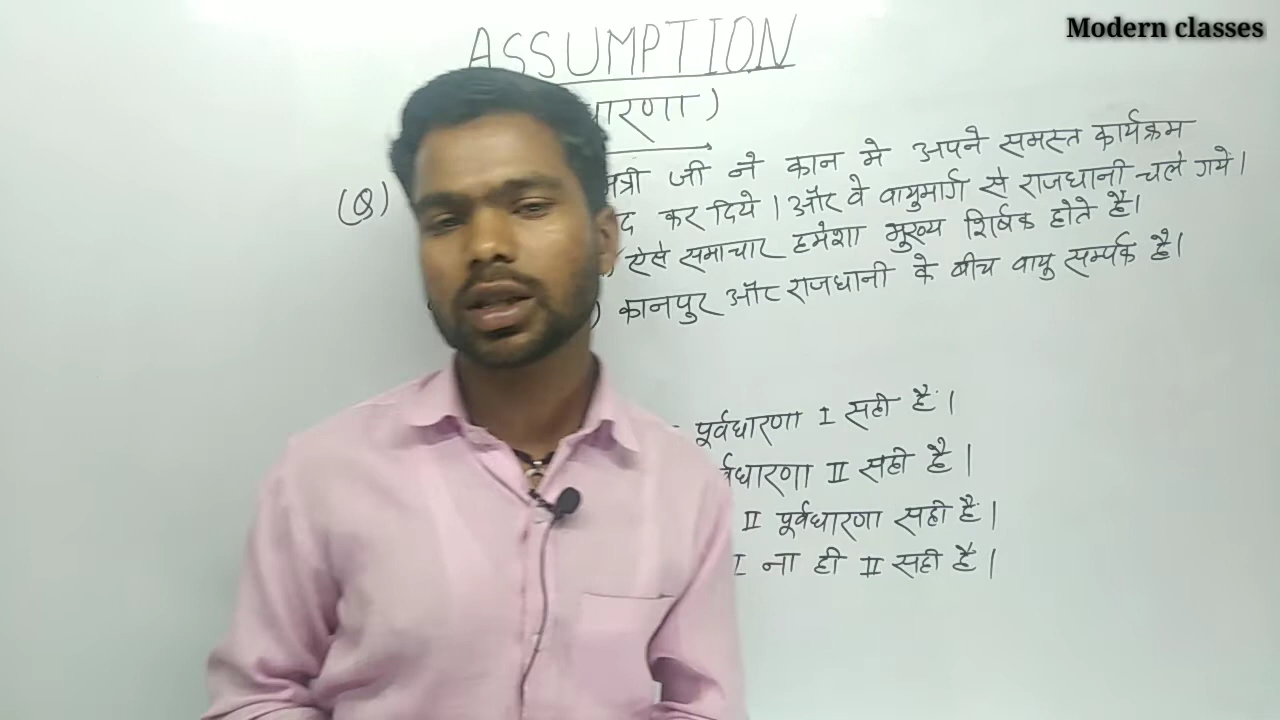 Modern classes
ASSUMPTION
ारणा)
(Q) मंत्री जी ने कान मे अपने समस्त कार्यक्रम
द कर दिये। और वे वायुमार्ग से राजधानी चले गये।
) ऐसे समाचार हमेशा मुख्य शिर्षक होते है।
) कानपुर और राजधानी के बीच वायु सम्पर्क है।
पूर्वधारणा I सही है।
र्वधारणा II सही है।
II पूर्वधारणा सही है।
I ना ही II सही है।